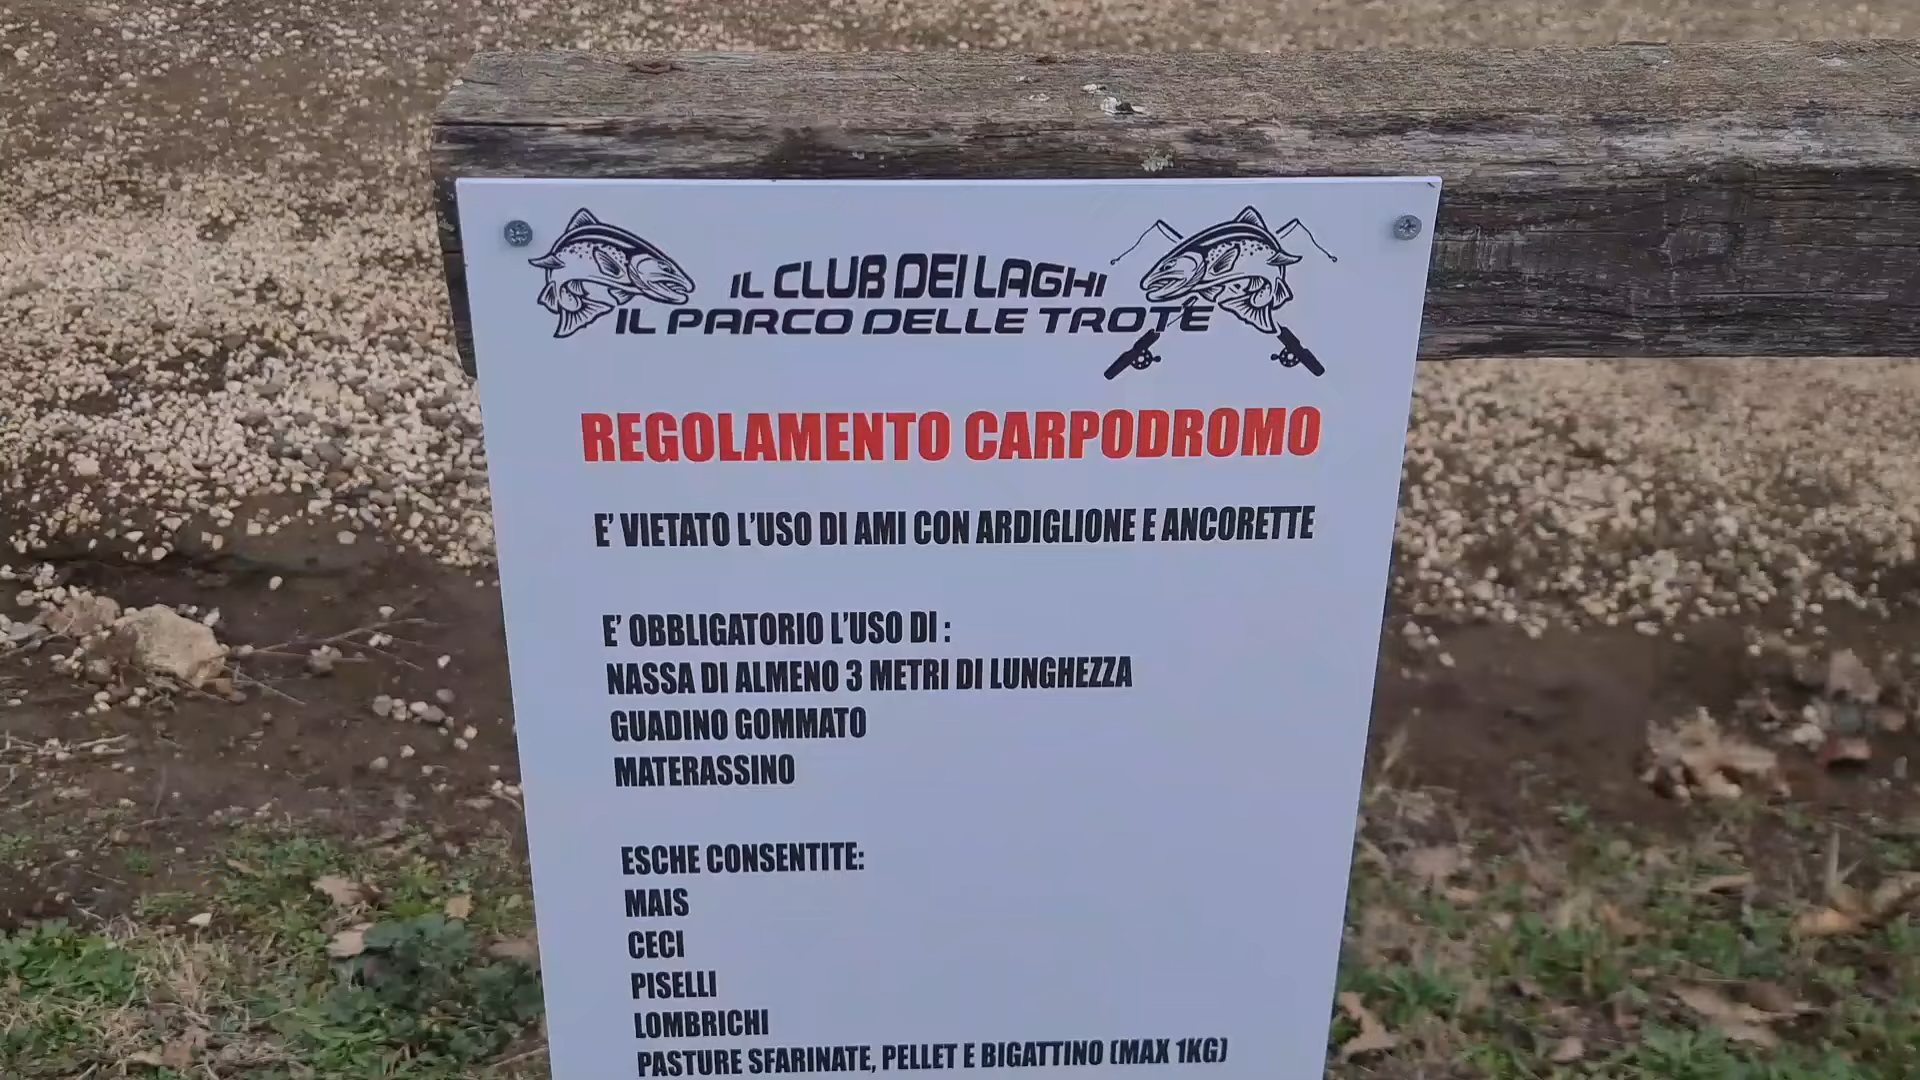 IL CLUB DEI LAGHI
IL PARCO DELLE TROTE
REGOLAMENTO CARPODROMO
E' VIETATO L'USO DI AMI CON ARDIGLIONE E ANCORETTE
E' OBBLIGATORIO L'USO DI :
NASSA DI ALMENO 3 METRI DI LUNGHEZZA
GUADINO GOMMATO
MATERASSINO
ESCHE CONSENTITE:
MAIS
CECI
PISELLI
LOMBRICHI
PASTURE SFARINATE, PELLET E BIGATTINO (MAX 1KG)